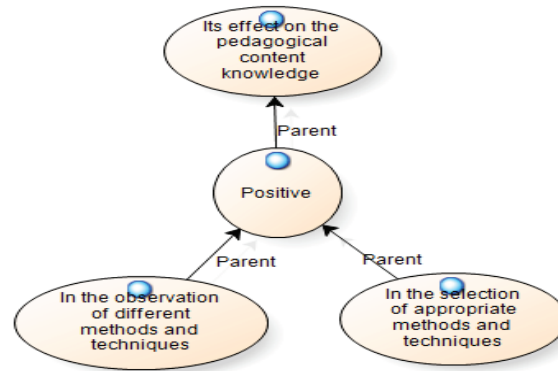 Its effect on the
pedagogical
content
knowledge
Parent
Positive
Parent
Parent
In the observation
of different
methods and
techniques
In the selection
of appropriate
methods and
techniques